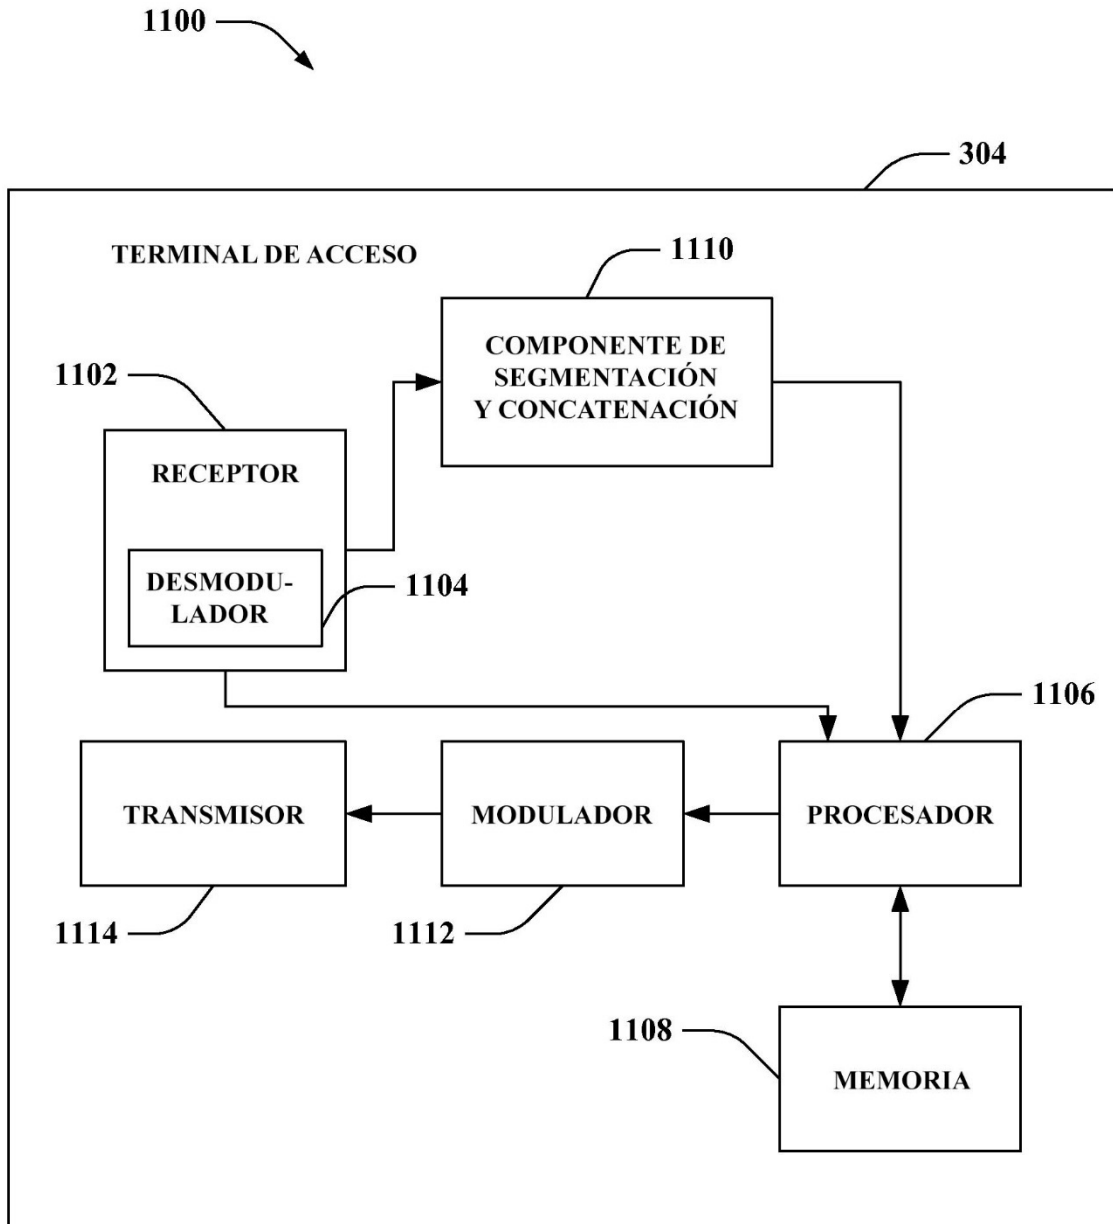 1100
304
TERMINAL DE ACCESO
1110
COMPONENTE DE
SEGMENTACIÓN
Y CONCATENACIÓN
1102
RECEPTOR
DESMODU-
LADOR
1104
1106
TRANSMISOR
MODULADOR
PROCESADOR
1114
1112
1108
MEMORIA